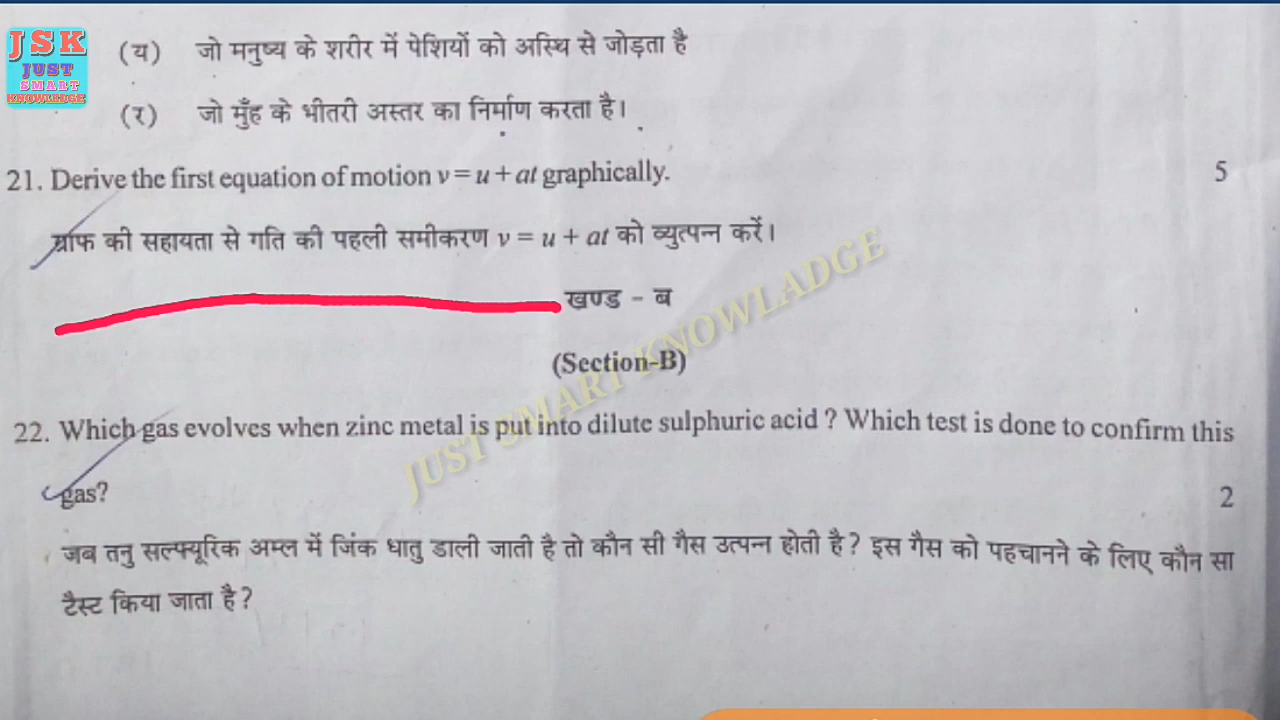 JSK
JUST
SMART
KNOWLEDGE
(य) जो मनुष्य के शरीर में पेशियों को अस्थि से जोड़ता है
(र) जो मुँह के भीतरी अस्तर का निर्माण करता है।
21. Derive the first equation of motion v = u + at graphically. 5
ग्राफ की सहायता से गति की पहली समीकरण v = u + at को व्युत्पन्न करें।
खण्ड - ब
(Section-B)
JUST SMART KNOWLADGE
22. Which gas evolves when zinc metal is put into dilute sulphuric acid ? Which test is done to confirm this
gas? 2
जब तनु सल्फ्यूरिक अम्ल में जिंक धातु डाली जाती है तो कौन सी गैस उत्पन्न होती है ? इस गैस को पहचानने के लिए कौन सा
टैस्ट किया जाता है ?